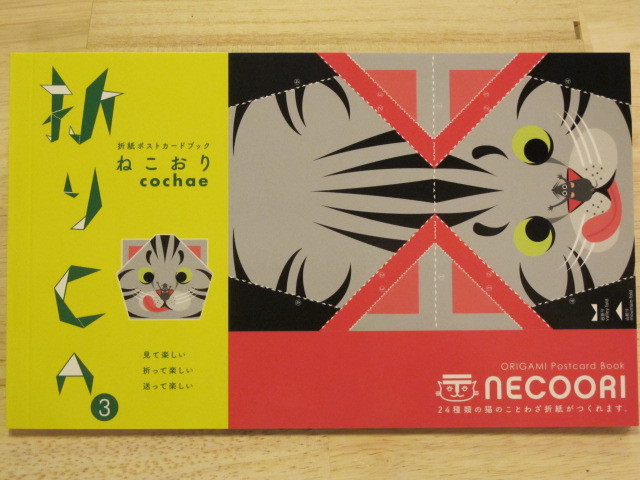 折りCA
3
折紙ポストカードブック
ねこおり
cochae
見て楽しい
折って楽しい
送って楽しい
ORiGAMi Postcard Book
NECOORI
24種類の猫のことわざ折紙がつくれます。